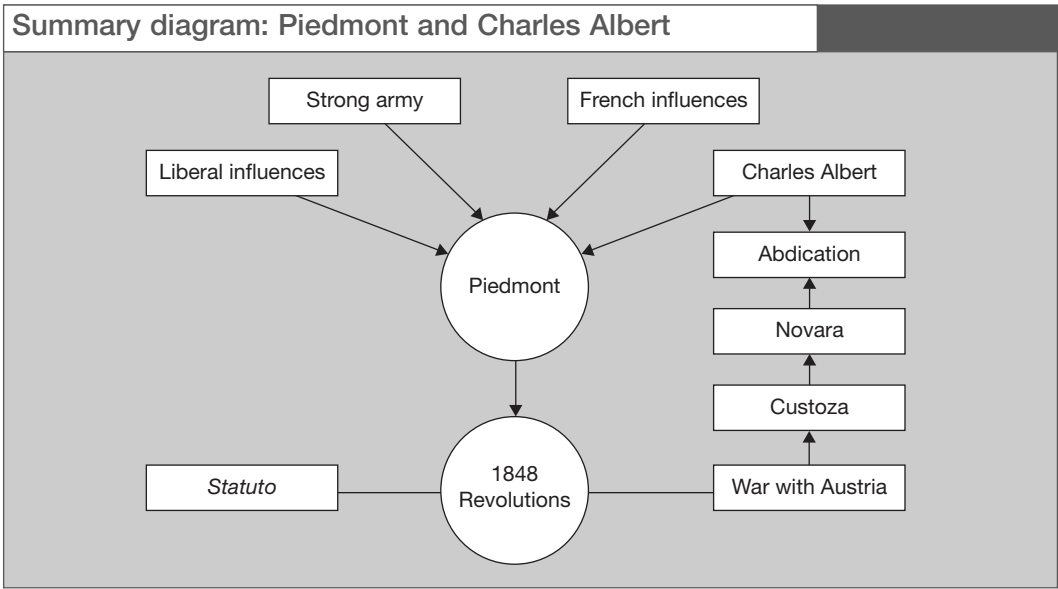 Summary diagram: Piedmont and Charles Albert
Strong army
French influences
Liberal influences
Charles Albert
Abdication
Piedmont
Novara
Custoza
Statuto
1848
Revolutions
War with Austria